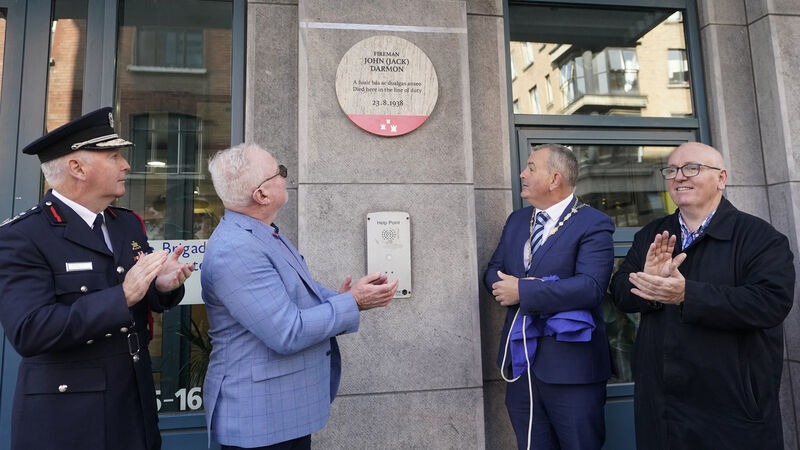 FIREMAN
JOHN (JACK)
DARMON
A fuair bás ar dualgas anseo
Died here in the line of duty
23.8.1938
Help Point
Brigad
5-16